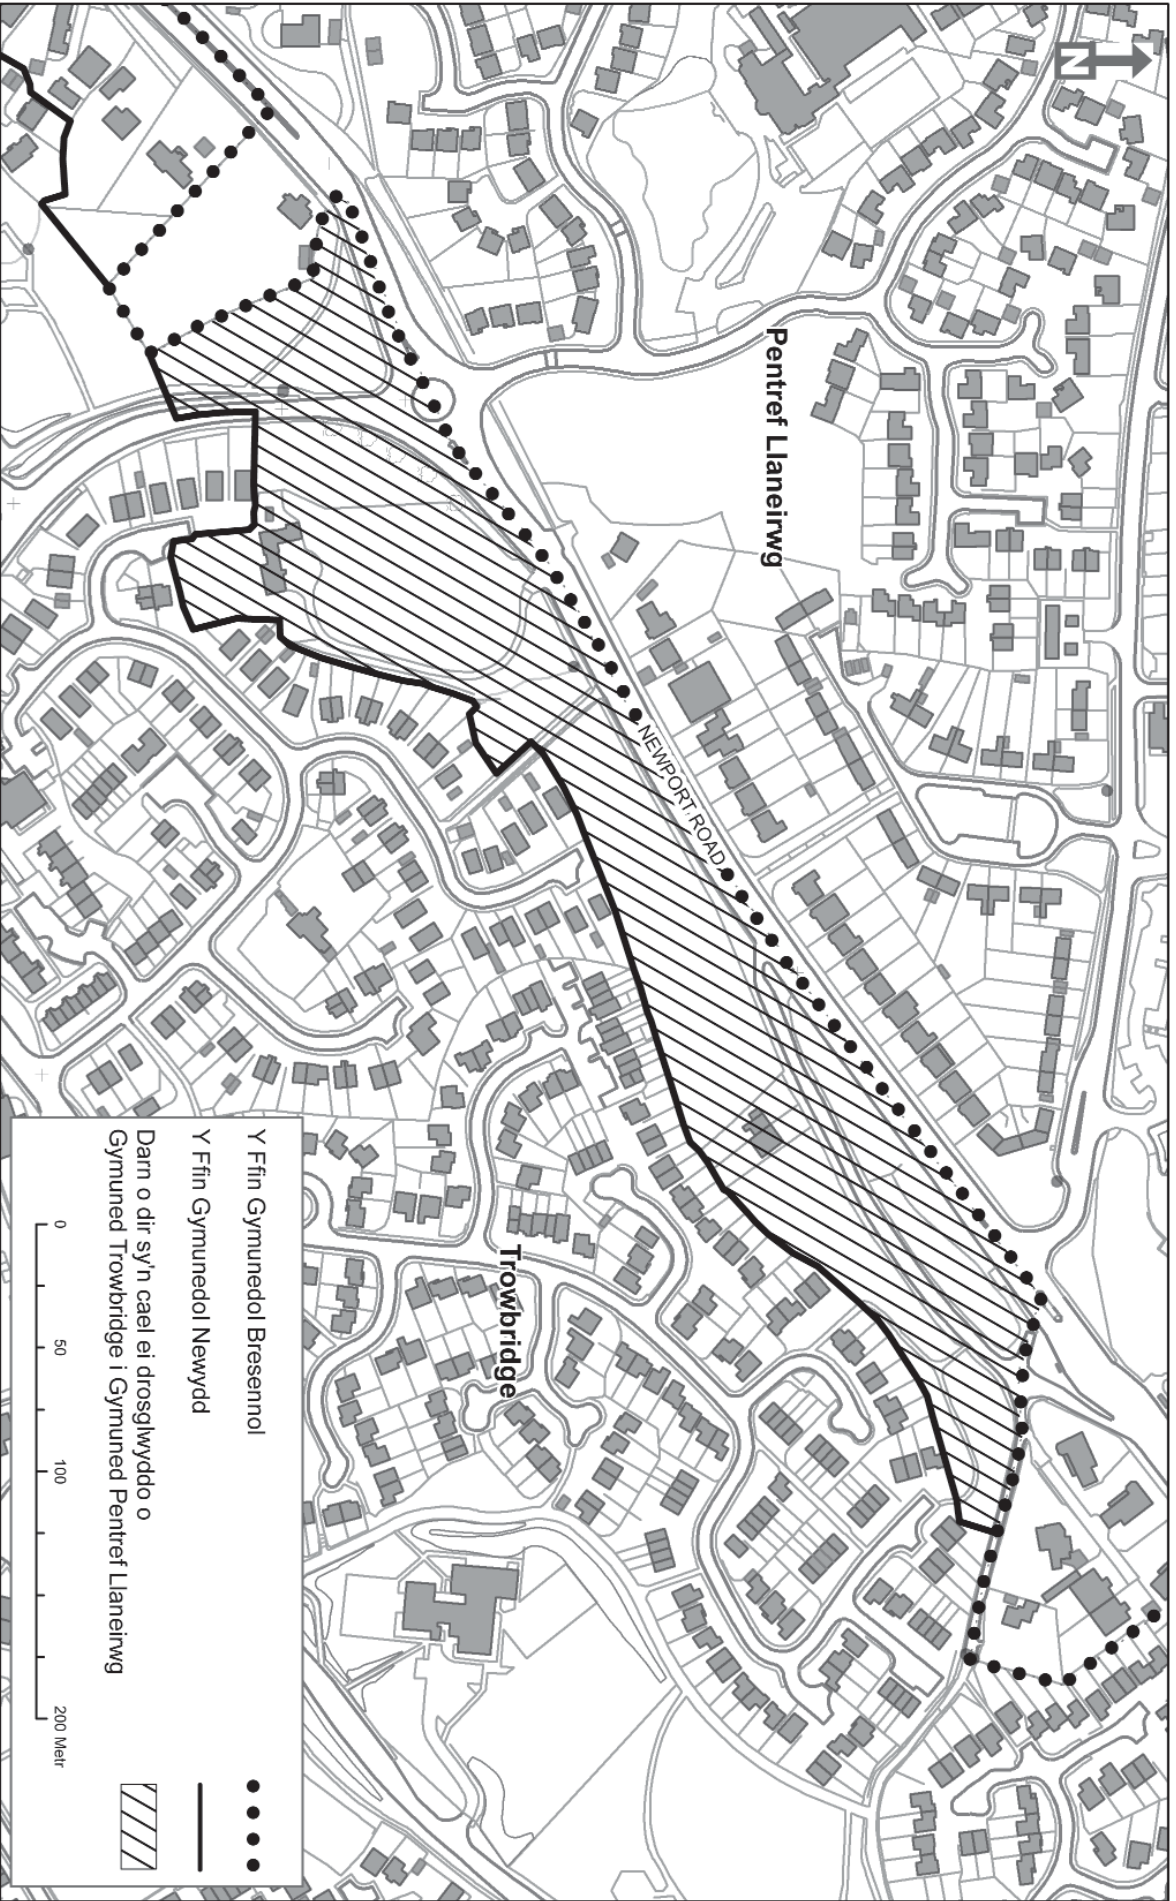 N
Pentref Llaneirwg
NEWPORT ROAD
Trowbridge
Y Ffin Gymunedol Bresennol
Y Ffin Gymunedol Newydd
Darn o dir sy'n cael ei drosglwyddo o
Gymuned Trowbridge i Gymuned Pentref Llaneirwg
0 50 100 200 Metr